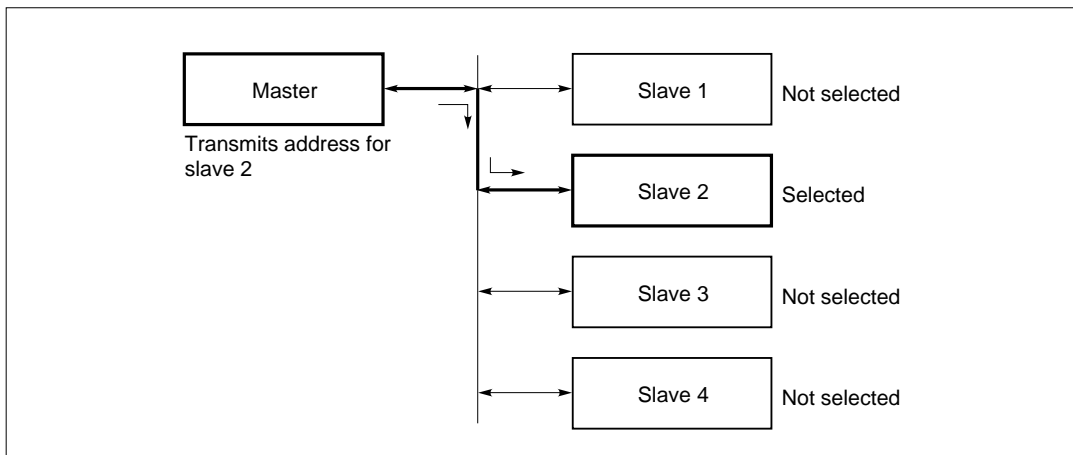 Master
Transmits address for
slave 2
Slave 1
Not selected
Slave 2
Selected
Slave 3
Not selected
Slave 4
Not selected